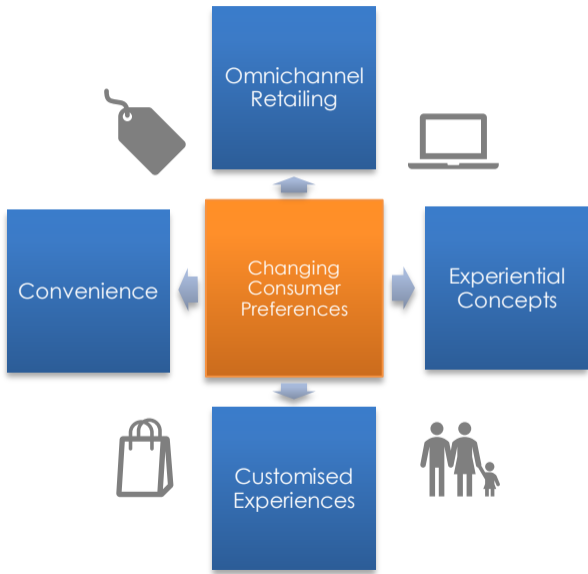 Omnichannel
Retailing
Convenience
Changing
Consumer
Preferences
Experiential
Concepts
Customised
Experiences